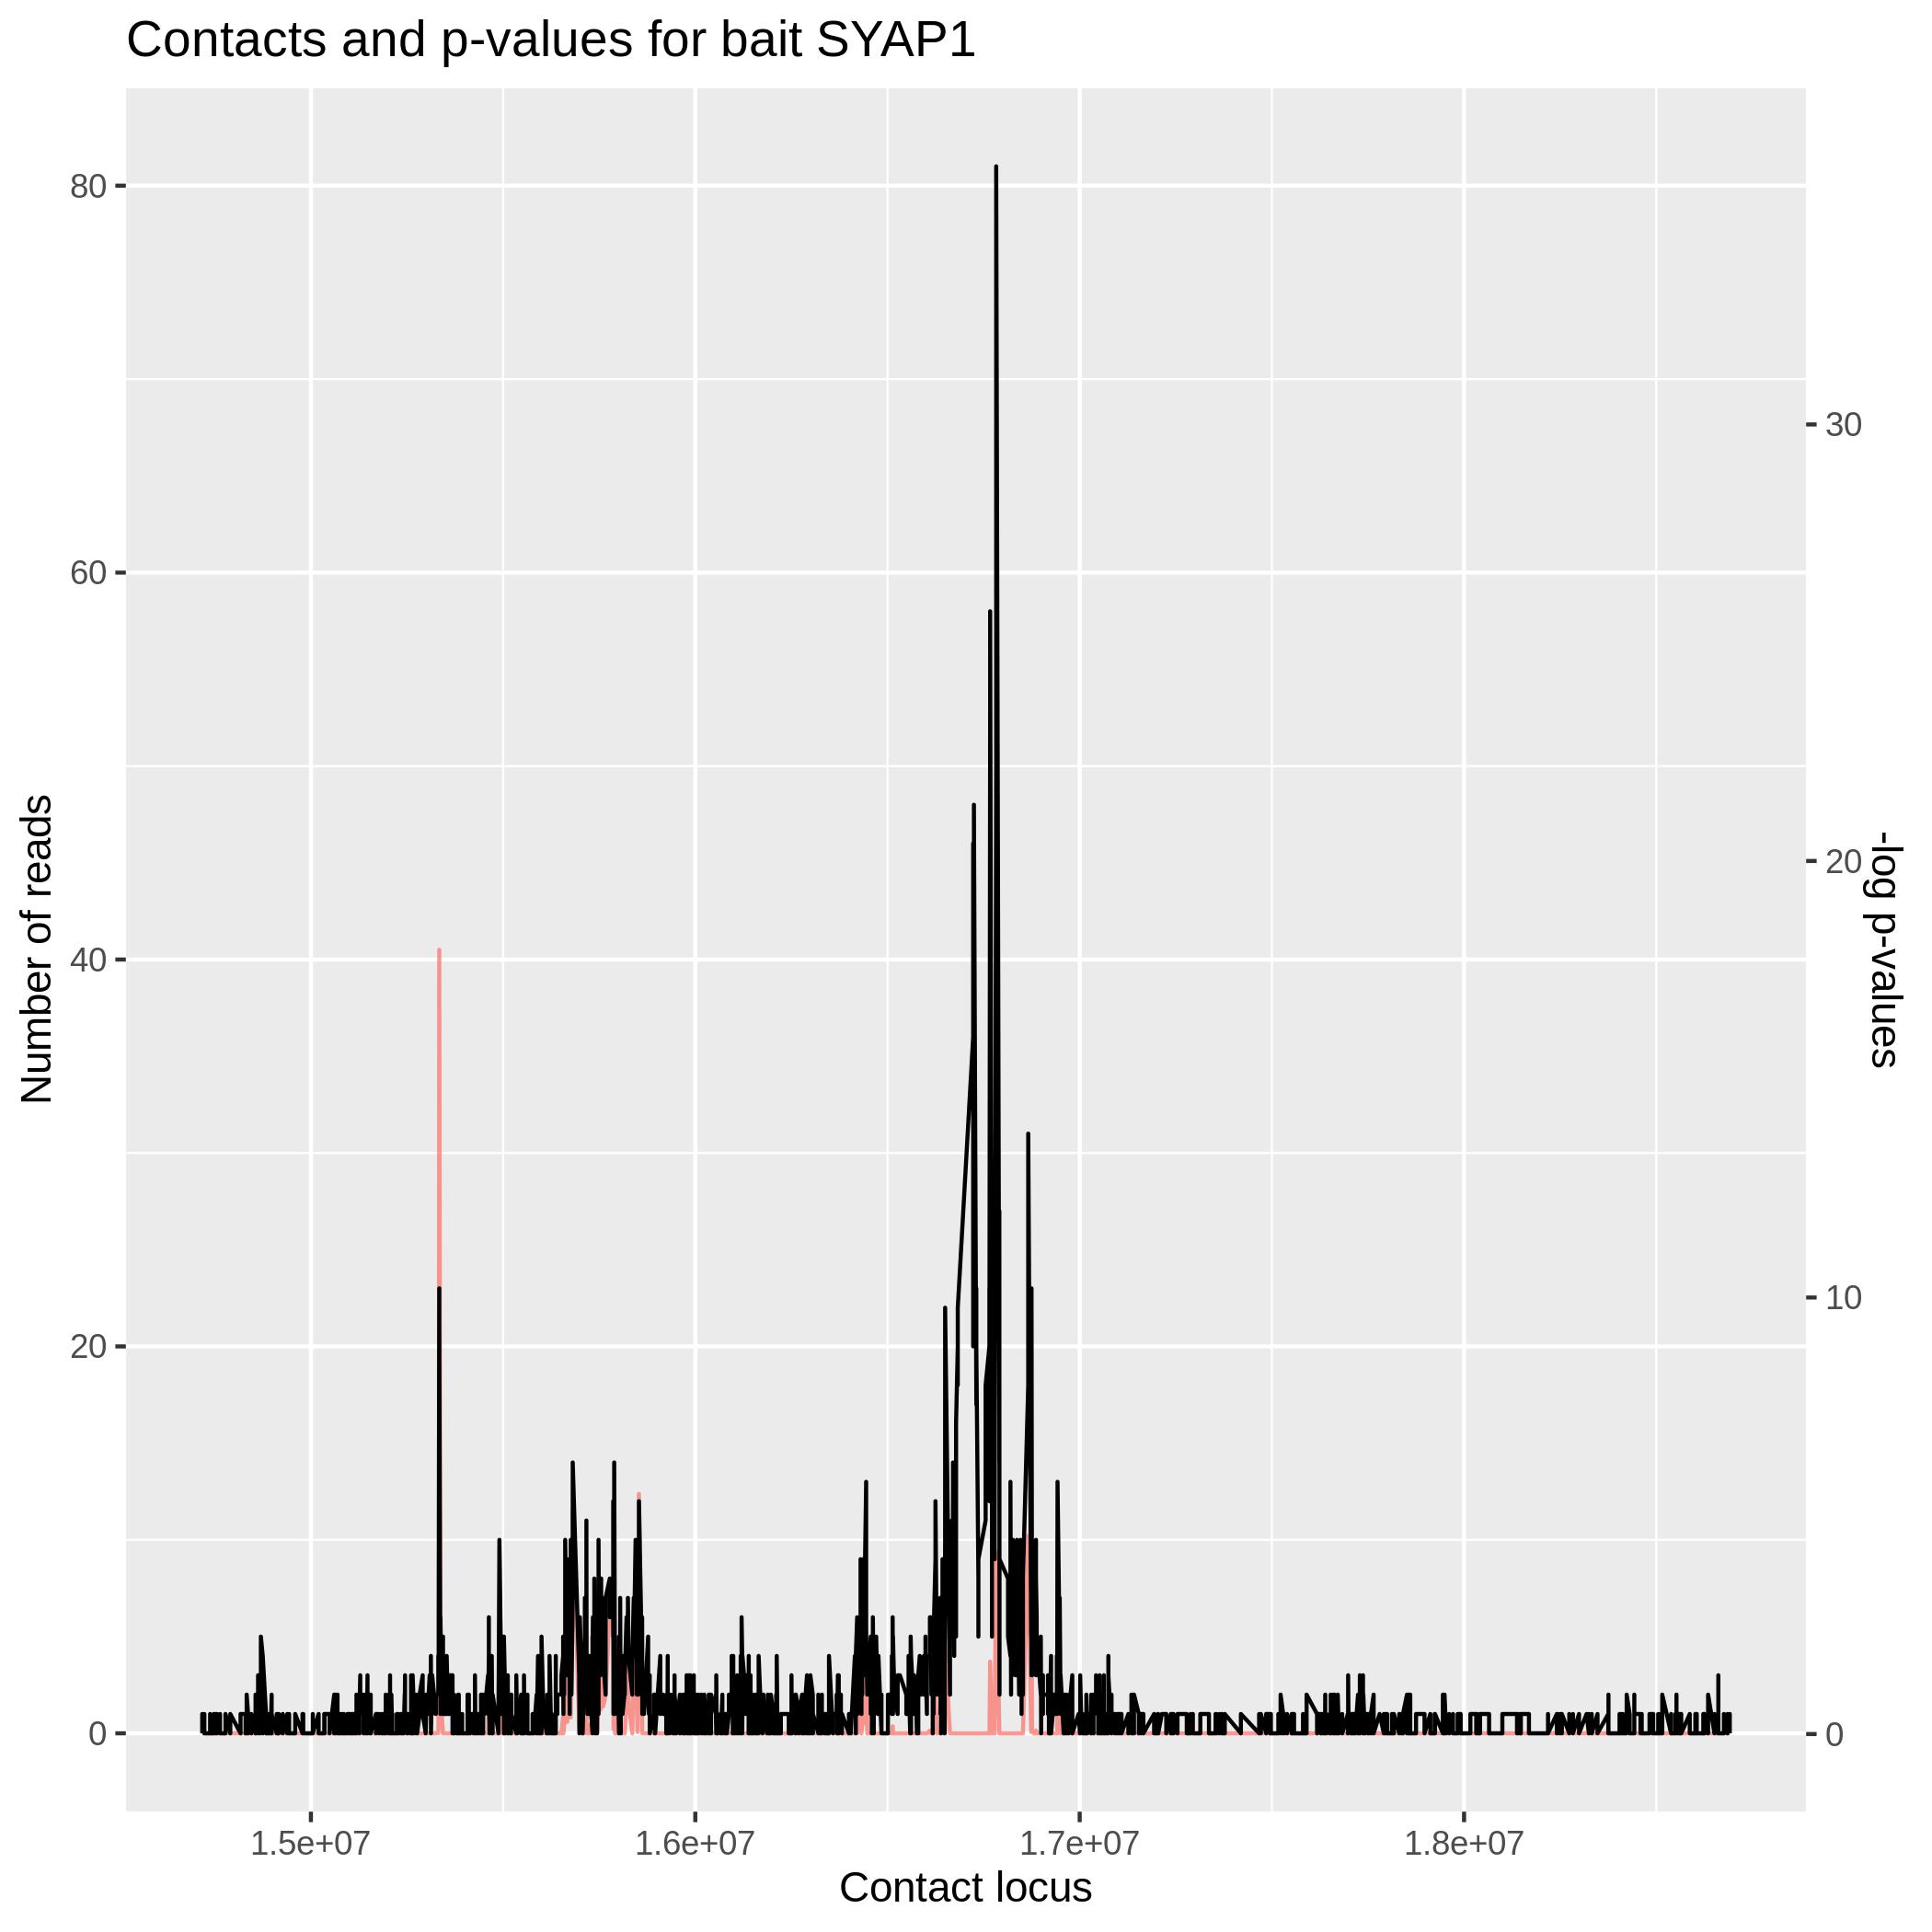 Contacts and p-values for bait SYAP1
80
60
40
20
0
Number of reads
30
20
10
0
-log p-values
1.5e+07 1.6e+07 1.7e+07 1.8e+07
Contact locus